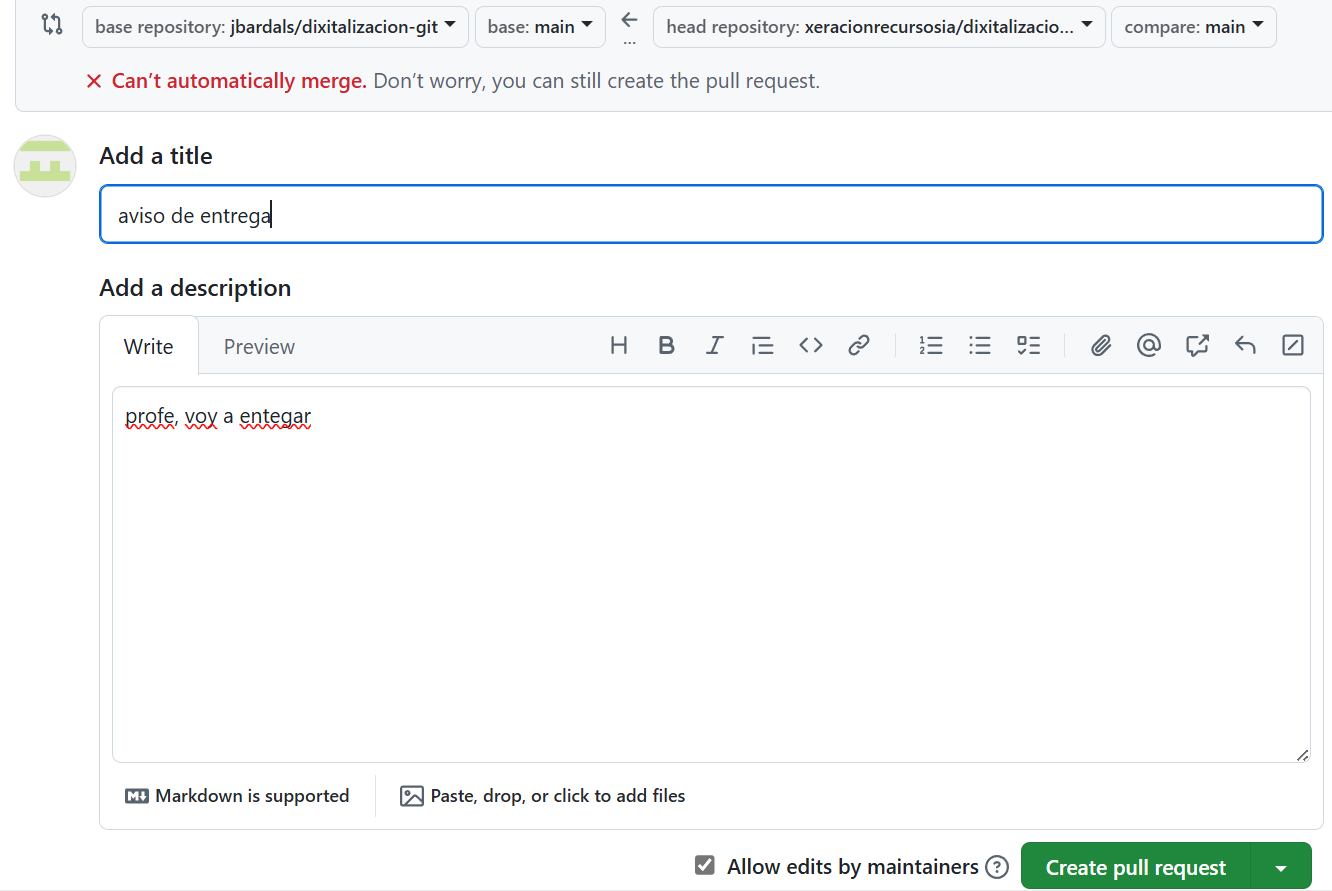 base repository: jbardals/dixitalizacion-git base: main ... head repository: xeracionrecursosia/dixitalizacio... compare: main
Can’t automatically merge. Don’t worry, you can still create the pull request.
Add a title
aviso de entrega
Add a description
Write Preview
profe, voy a entegar
Markdown is supported Paste, drop, or click to add files
Allow edits by maintainers Create pull request